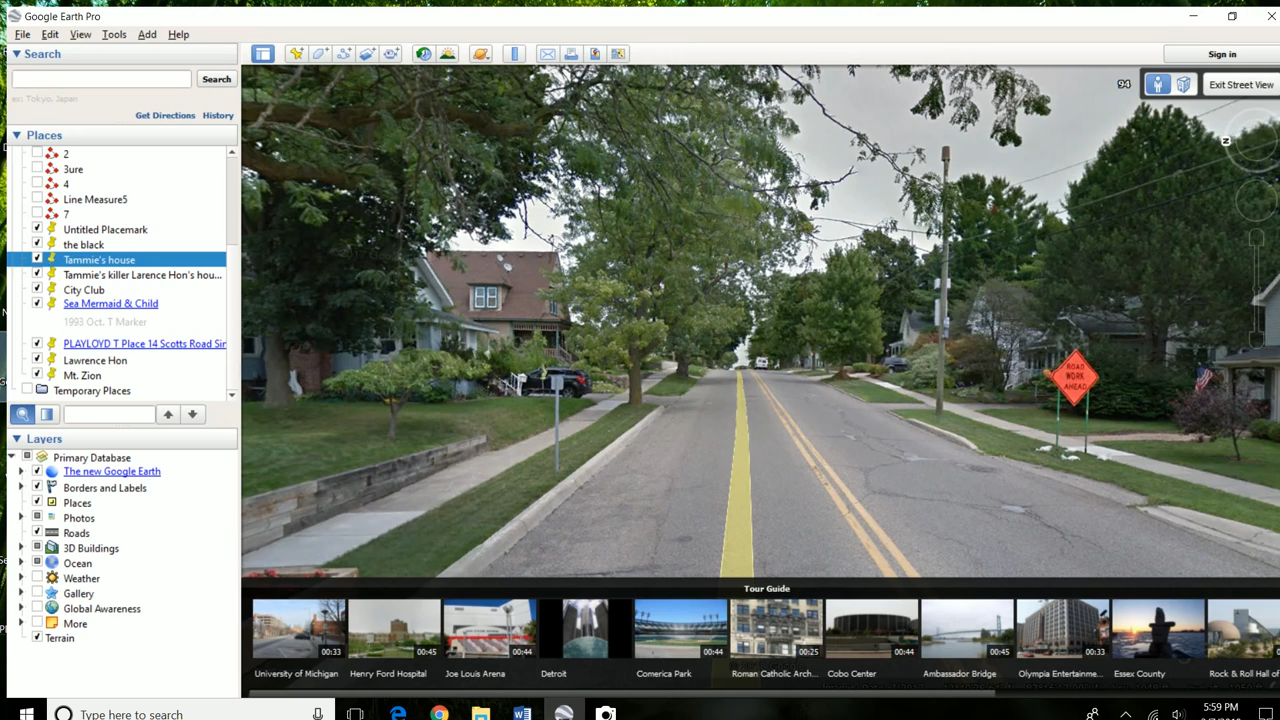 Google Earth Pro
File Edit View Tools Add Help
Search
Sign in
Search
94
Exit Street View
ex: Tokyo, Japan
Get Directions History
Places
2
3ure
4
Line Measure5
7
Untitled Placemark
the black
Tammie's house
Tammie's killer Larence Hon's hou...
City Club
Sea Mermaid & Child
1993 Oct. T Marker
PLAYLOYD T Place 14 Scotts Road Sin
Lawrence Hon
Mt. Zion
Temporary Places
ROAD
WORK
AHEAD
Layers
Primary Database
The new Google Earth
Borders and Labels
Places
Photos
Roads
3D Buildings
Ocean
Weather
Gallery
Global Awareness
More
Terrain
Tour Guide
00:33 00:45 00:44 00:44 00:25 00:44 00:45 00:33
University of Michigan Henry Ford Hospital Joe Louis Arena Detroit Comerica Park Roman Catholic Arch... Cobo Center Ambassador Bridge Olympia Entertainme... Essex County Rock & Roll Hall of
Type here to search
5:59 PM